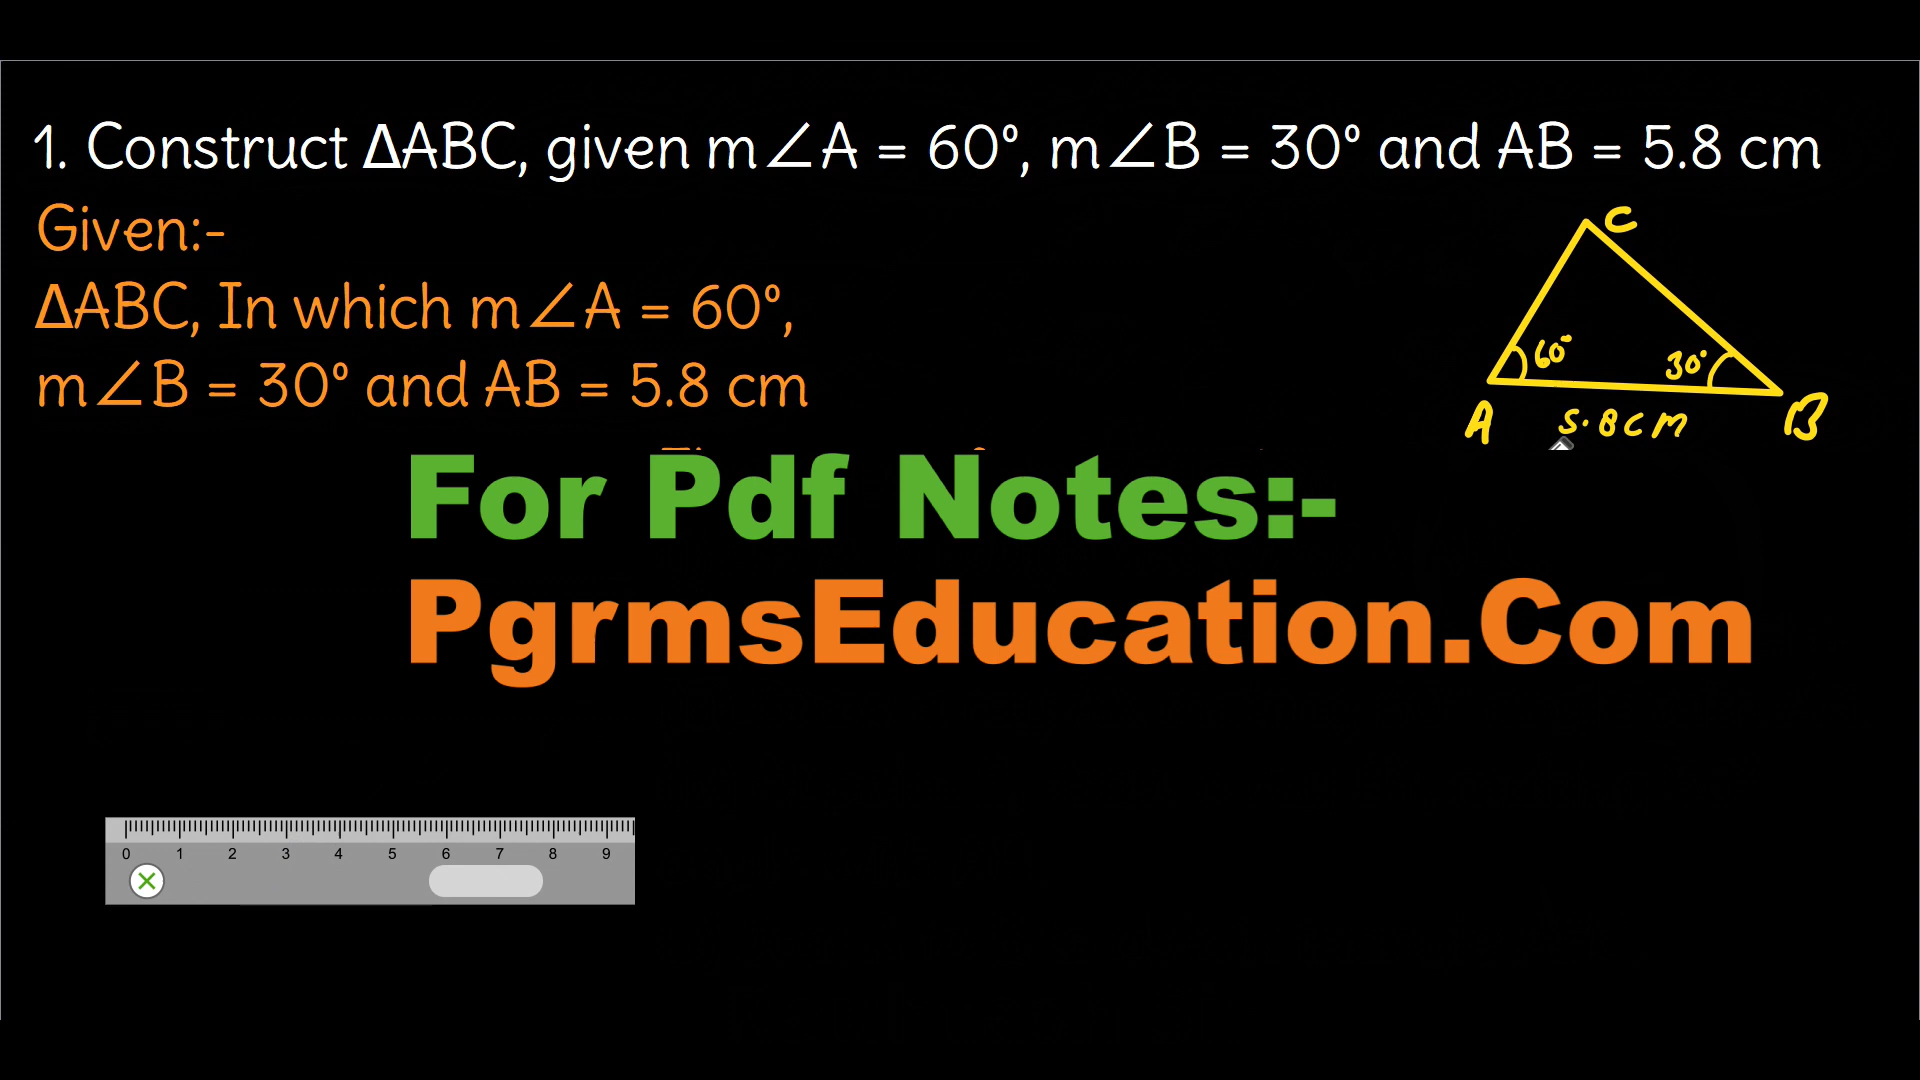 1. Construct ΔABC, given m∠A = 60°, m∠B = 30° and AB = 5.8 cm
Given:-
ΔABC, In which m∠A = 60°,
m∠B = 30° and AB = 5.8 cm
C
60°
30°
A
5.8cm
B
For Pdf Notes:-
PgrmsEducation.Com
0 1 2 3 4 5 6 7 8 9